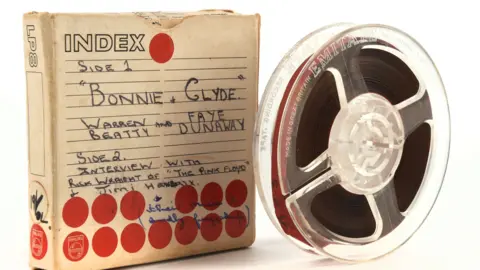 LP8
INDEX
SIDE 1
"BONNIE + CLYDE"
WARREN AND FAYE
BEATTY DUNAWAY
SIDE 2.
INTERVIEW WITH
RICK WRIGHT OF "THE PINK FLOYD"
+ JIMI HENDRIX.
EMITAPE